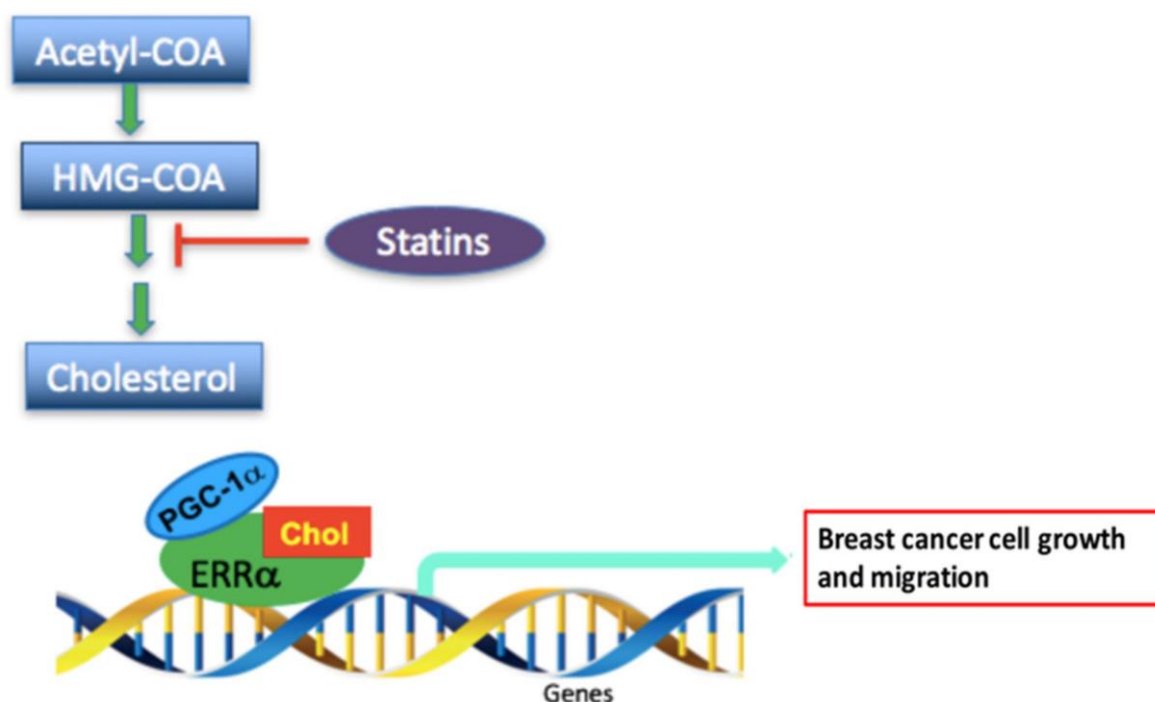 Acetyl-COA
HMG-COA
Statins
Cholesterol
PGC-1α
Chol
ERRα
Breast cancer cell growth
and migration
Genes